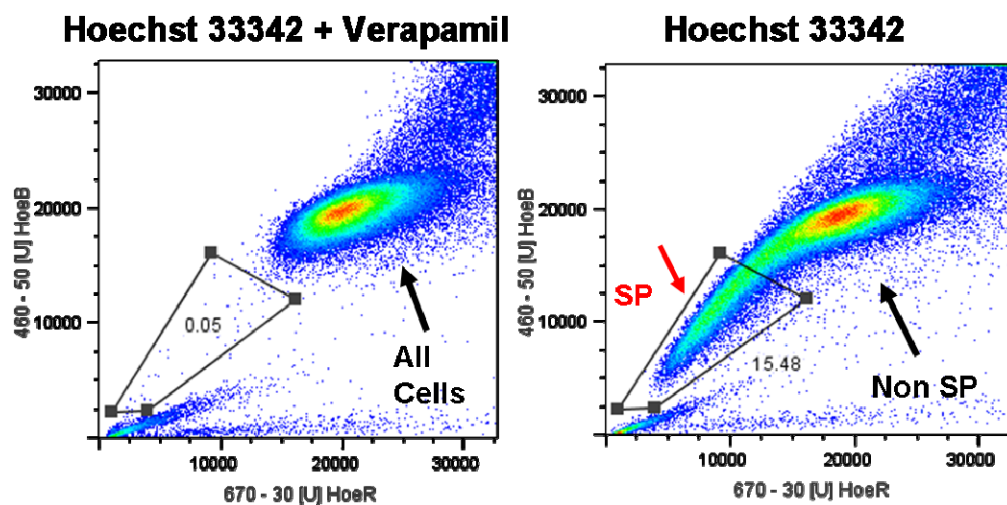 Hoechst 33342 + Verapamil
30000
20000
10000
460 - 50 [U] HoeB
0.05
All
Cells
10000
20000
30000
670 - 30 [U] HoeR
Hoechst 33342
30000
20000
10000
460 - 50 [U] HoeB
SP
15.48
Non SP
10000
20000
30000
670 - 30 [U] HoeR